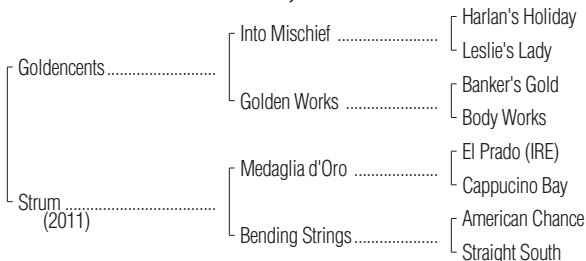 Harlan's Holiday
Into Mischief ..................
Leslie's Lady
Goldencents...........................
Banker's Gold
Golden Works ................
Body Works
El Prado (IRE)
Medaglia d'Oro ..............
Cappucino Bay
Strum.......................................
(2011)
American Chance
Bending Strings..............
Straight South